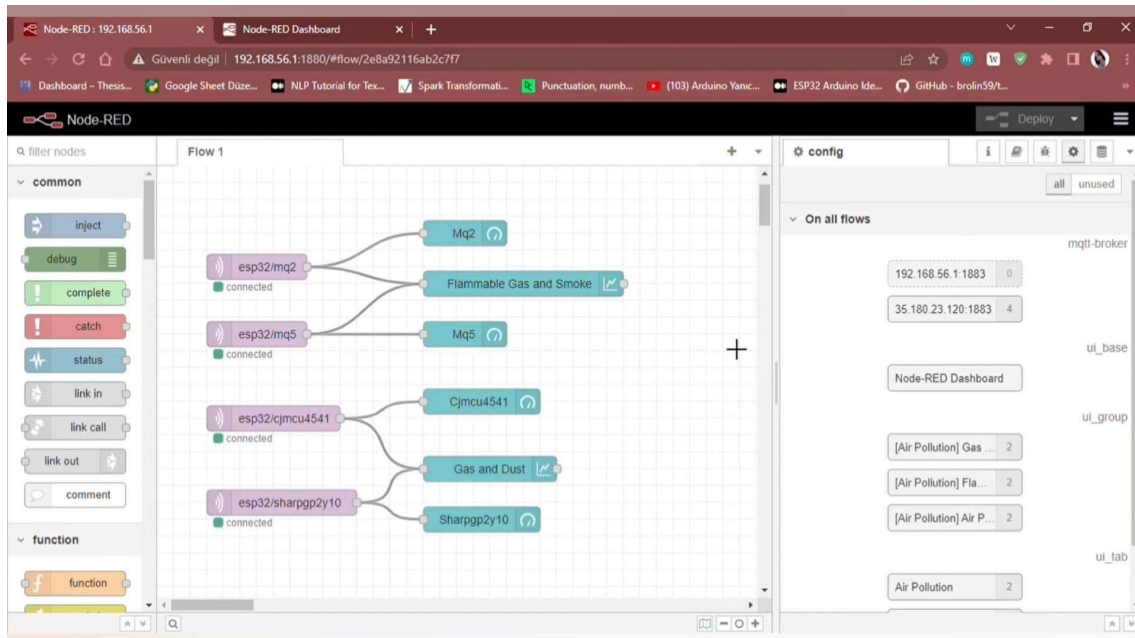 Node-RED : 192.168.56.1
Node-RED Dashboard
Güvenli değil
192.168.56.1:1880/#flow/2e8a92116ab2c7f7
Dashboard – Thesis...
Google Sheet Düze...
NLP Tutorial for Tex...
Spark Transformati...
Punctuation, numb...
(103) Arduino Yanıc...
ESP32 Arduino Ide...
GitHub - brolin59/t...
Node-RED
Deploy
filter nodes
common
inject
debug
complete
catch
status
link in
link call
link out
comment
function
function
Flow 1
esp32/mq2
connected
esp32/mq5
connected
esp32/cjmcu4541
connected
esp32/sharpgp2y10
connected
Mq2
Flammable Gas and Smoke
Mq5
Cjmcu4541
Gas and Dust
Sharpgp2y10
config
all
unused
On all flows
mqtt-broker
192.168.56.1:1883 0
35.180.23.120:1883 4
ui_base
Node-RED Dashboard
ui_group
[Air Pollution] Gas ... 2
[Air Pollution] Fla... 2
[Air Pollution] Air P... 2
ui_tab
Air Pollution 2